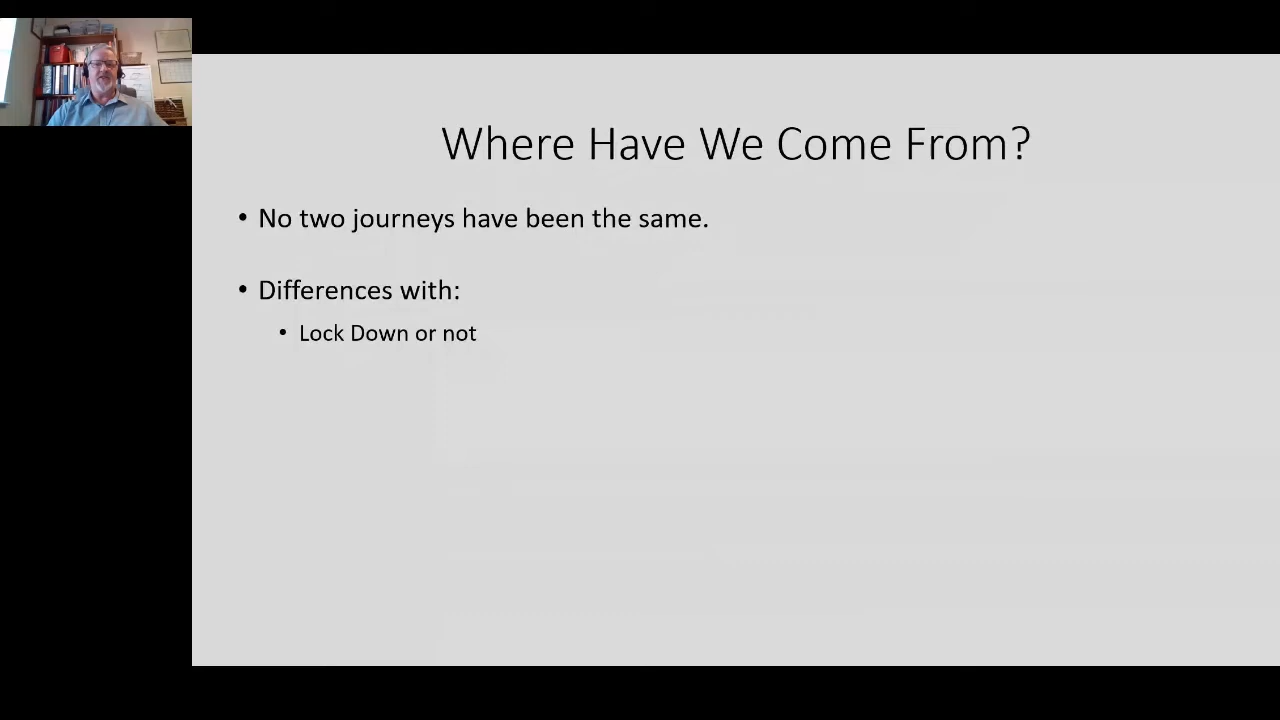 Where Have We Come From?
• No two journeys have been the same.
• Differences with:
• Lock Down or not